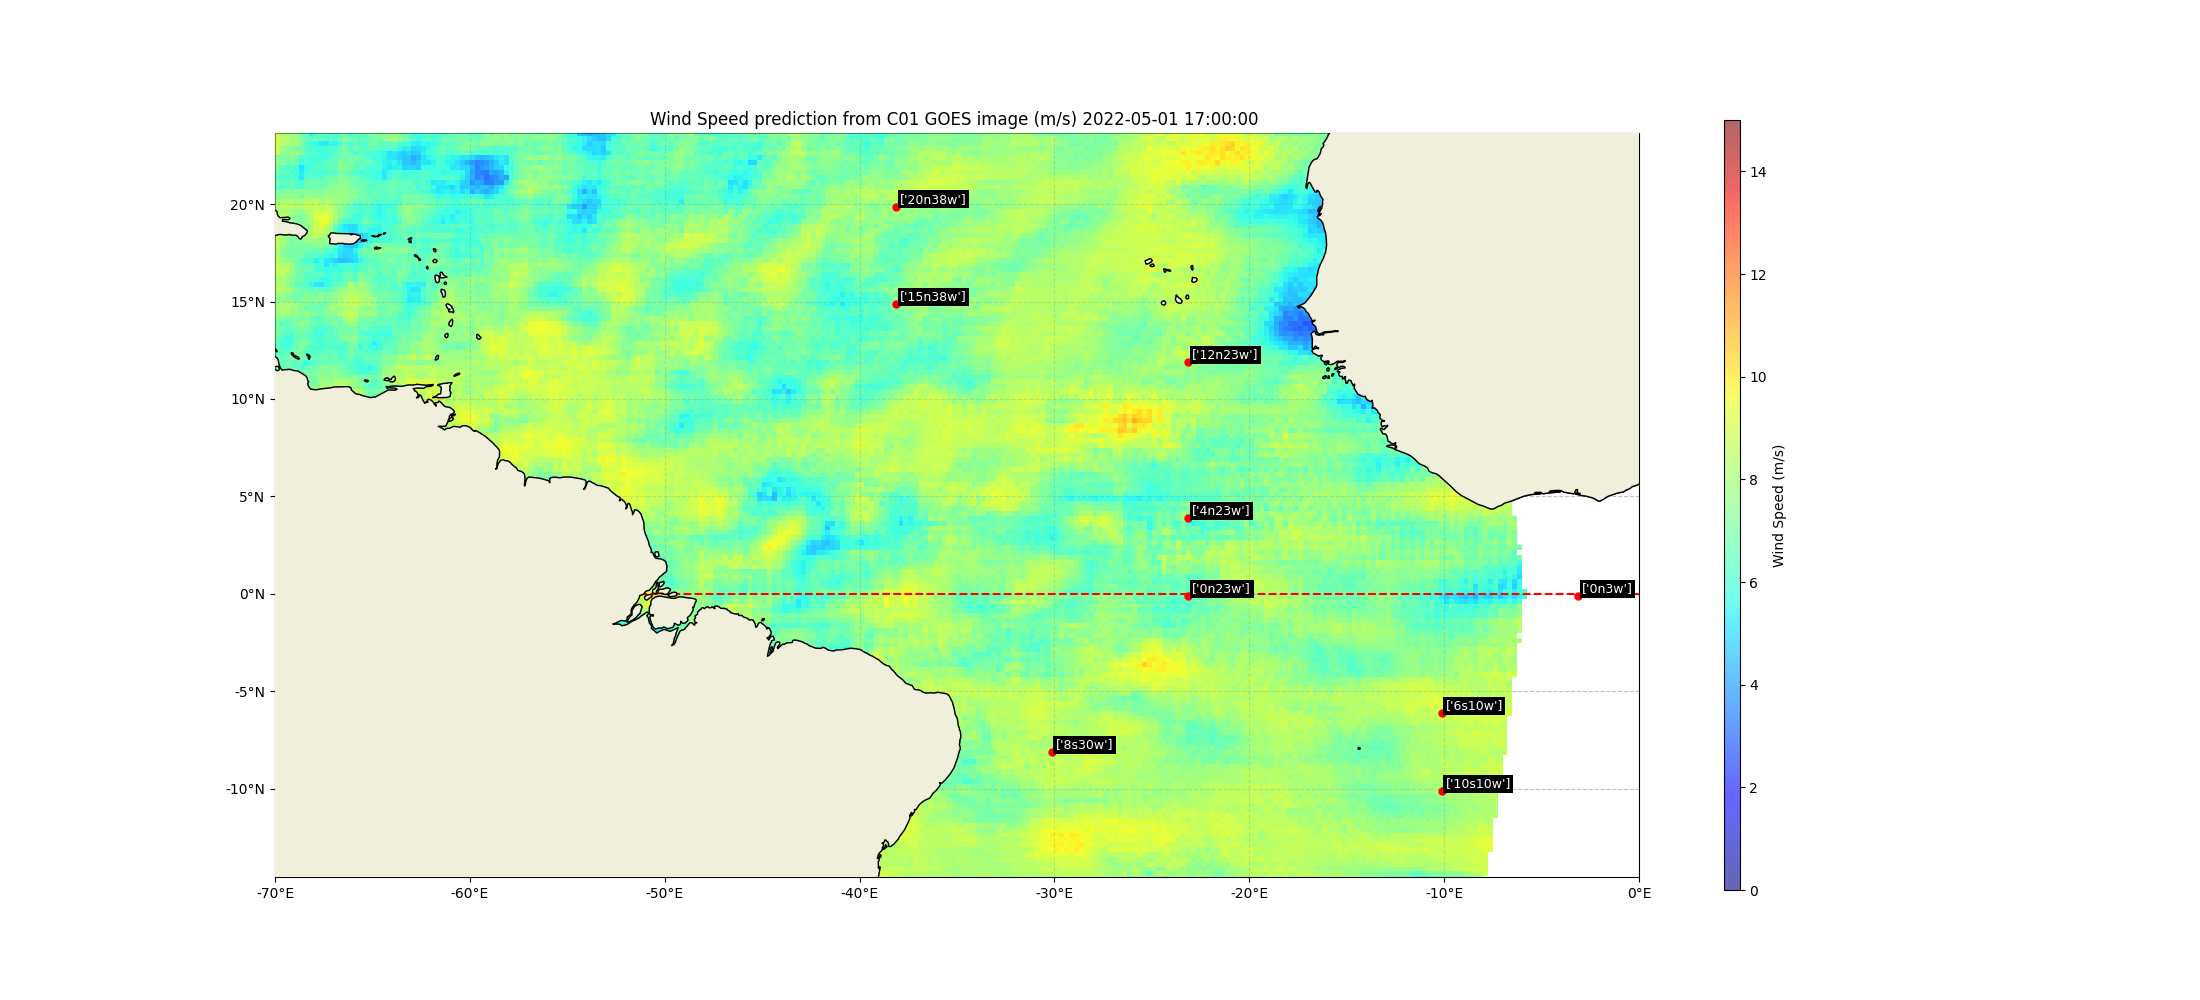 Wind Speed prediction from C01 GOES image (m/s) 2022-05-01 17:00:00
20°N
15°N
10°N
5°N
0°N
-5°N
-10°N
['20n38w']
['15n38w']
['12n23w']
['4n23w']
['0n23w']
['0n3w']
['6s10w']
['8s30w']
['10s10w']
-70°E
-60°E
-50°E
-40°E
-30°E
-20°E
-10°E
0°E
14
12
10
8
6
4
2
0
Wind Speed (m/s)